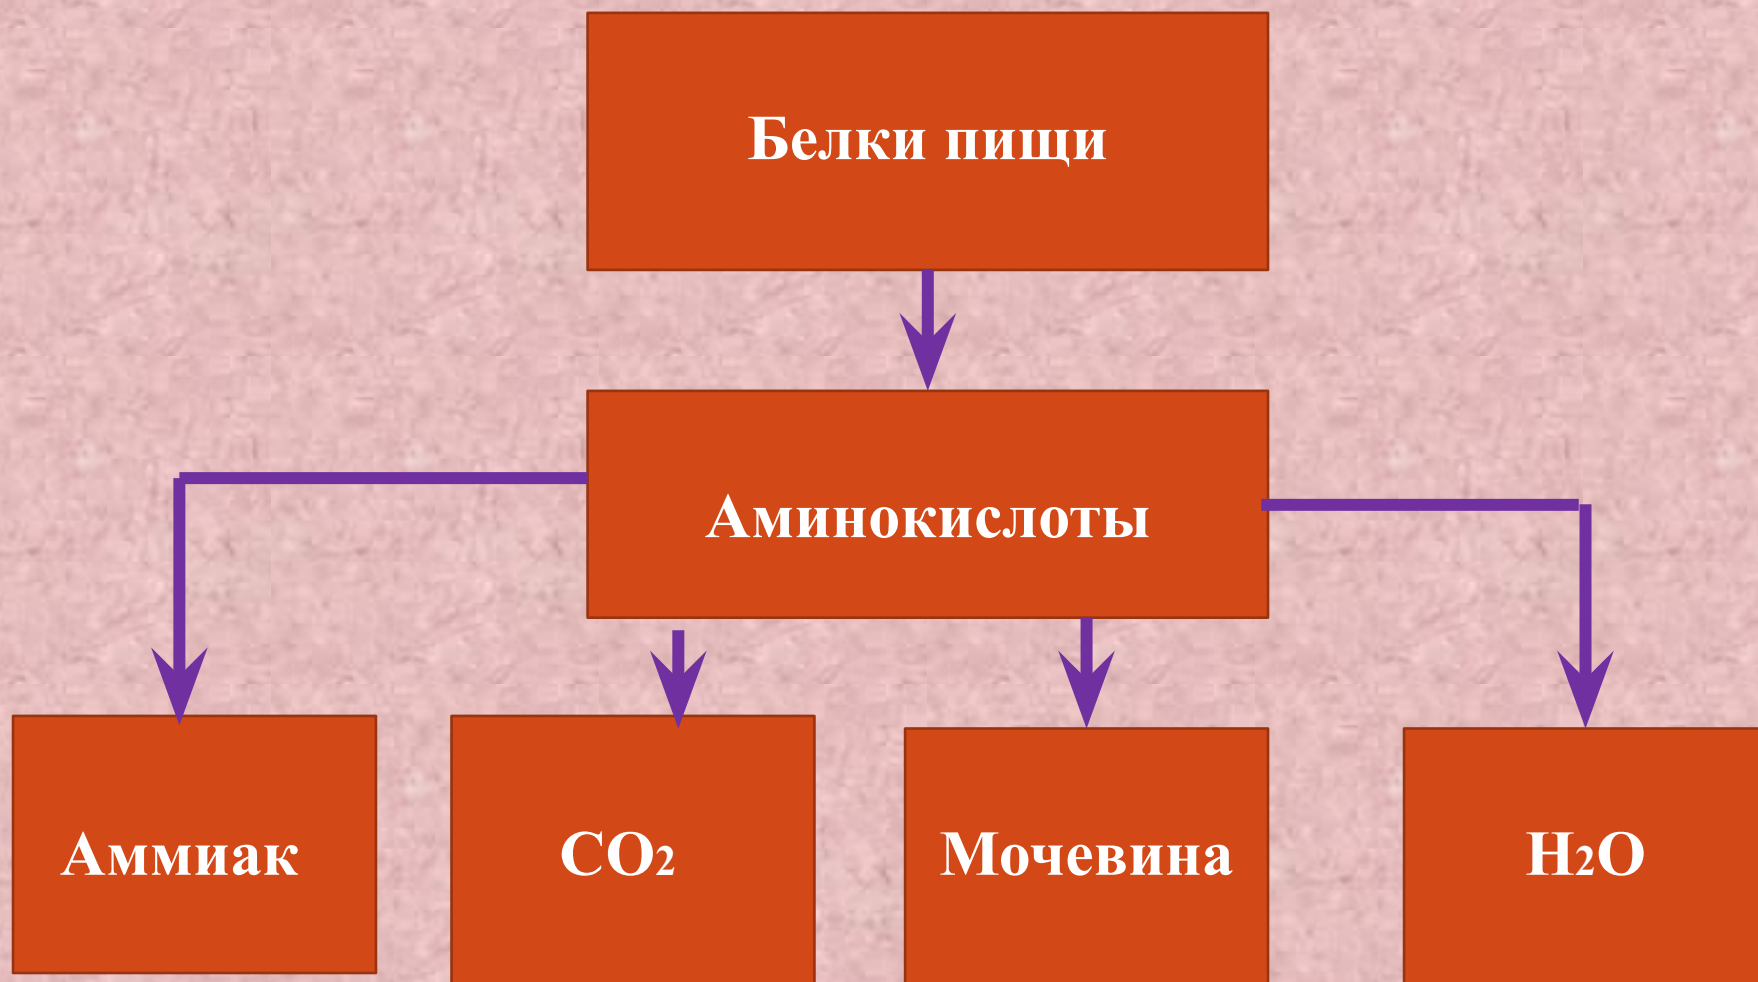 Белки пищи
Аминокислоты
Аммиак
CO₂
Мочевина
H₂O